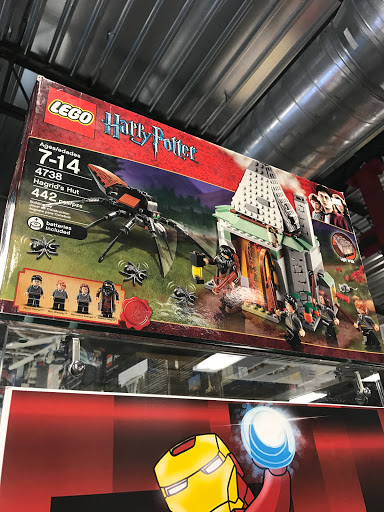 LEGO
Harry Potter
Ages/edades
7-14
4738
Hagrid's Hut
442 pcs/pzs
batteries
included